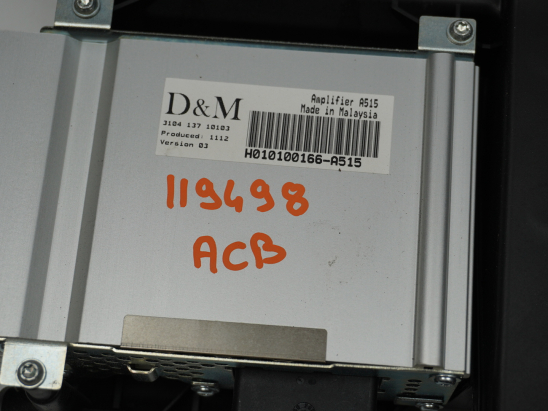 D&M
3104 137 10103
Produced: 1112
Version 03
Amplifier A515
Made in Malaysia
H010100166-A515
119498
ACB